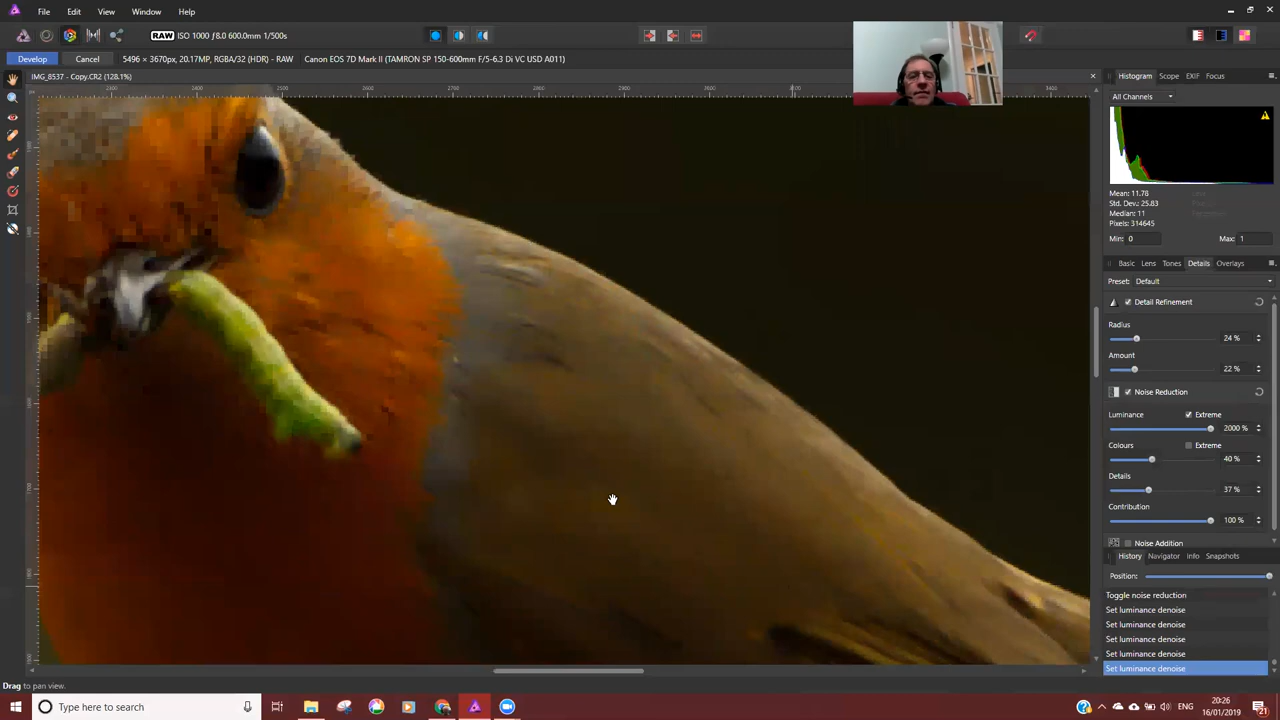 File Edit View Window Help
RAW ISO 1000 ƒ8.0 600.0mm 1/500s
Develop Cancel 5496 × 3670px, 20.17MP, RGBA/32 (HDR) - RAW Canon EOS 7D Mark II (TAMRON SP 150-600mm F/5-6.3 Di VC USD A011)
IMG_8537 - Copy.CR2 (128.1%)
Histogram Scope EXIF Focus
All Channels
Mean: 11.78
Std. Dev.: 25.83
Median: 11
Pixels: 314645
Min: 0 Max: 1
Basic Lens Tones Details Overlays
Preset: Default
Detail Refinement
Radius
24 %
Amount
22 %
Noise Reduction
Luminance Extreme
2000 %
Colours Extreme
40 %
Details
37 %
Contribution
100 %
Noise Addition
History Navigator Info Snapshots
Position:
Toggle noise reduction
Set luminance denoise
Set luminance denoise
Set luminance denoise
Set luminance denoise
Set luminance denoise
Drag to pan view.
Type here to search
20:26
16/01/2019
21